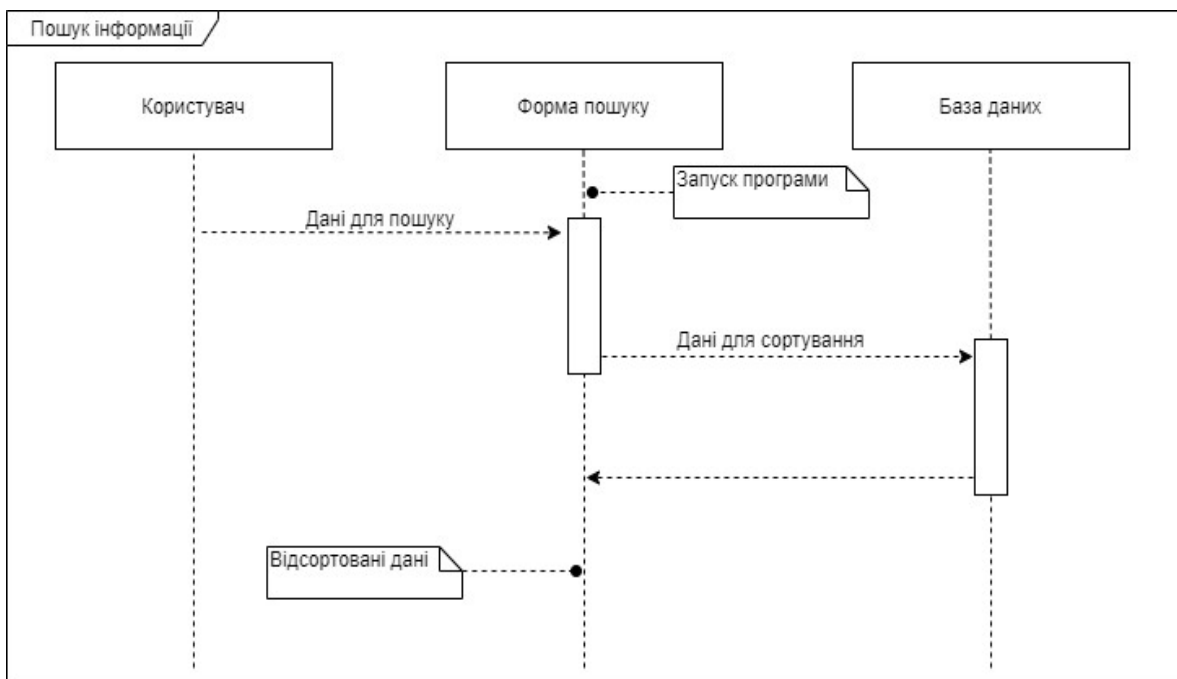 Пошук інформації
Користувач
Форма пошуку
База даних
Запуск програми
Дані для пошуку
Дані для сортування
Відсортовані дані